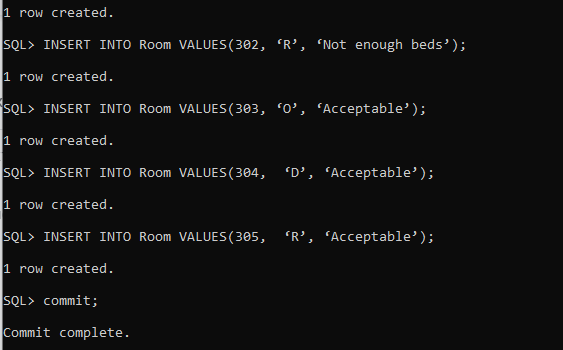 1 row created.
SQL> INSERT INTO Room VALUES(302, ‘R’, ‘Not enough beds’);
1 row created.
SQL> INSERT INTO Room VALUES(303, ‘O’, ‘Acceptable’);
1 row created.
SQL> INSERT INTO Room VALUES(304,  ‘D’, ‘Acceptable’);
1 row created.
SQL> INSERT INTO Room VALUES(305,  ‘R’, ‘Acceptable’);
1 row created.
SQL> commit;
Commit complete.